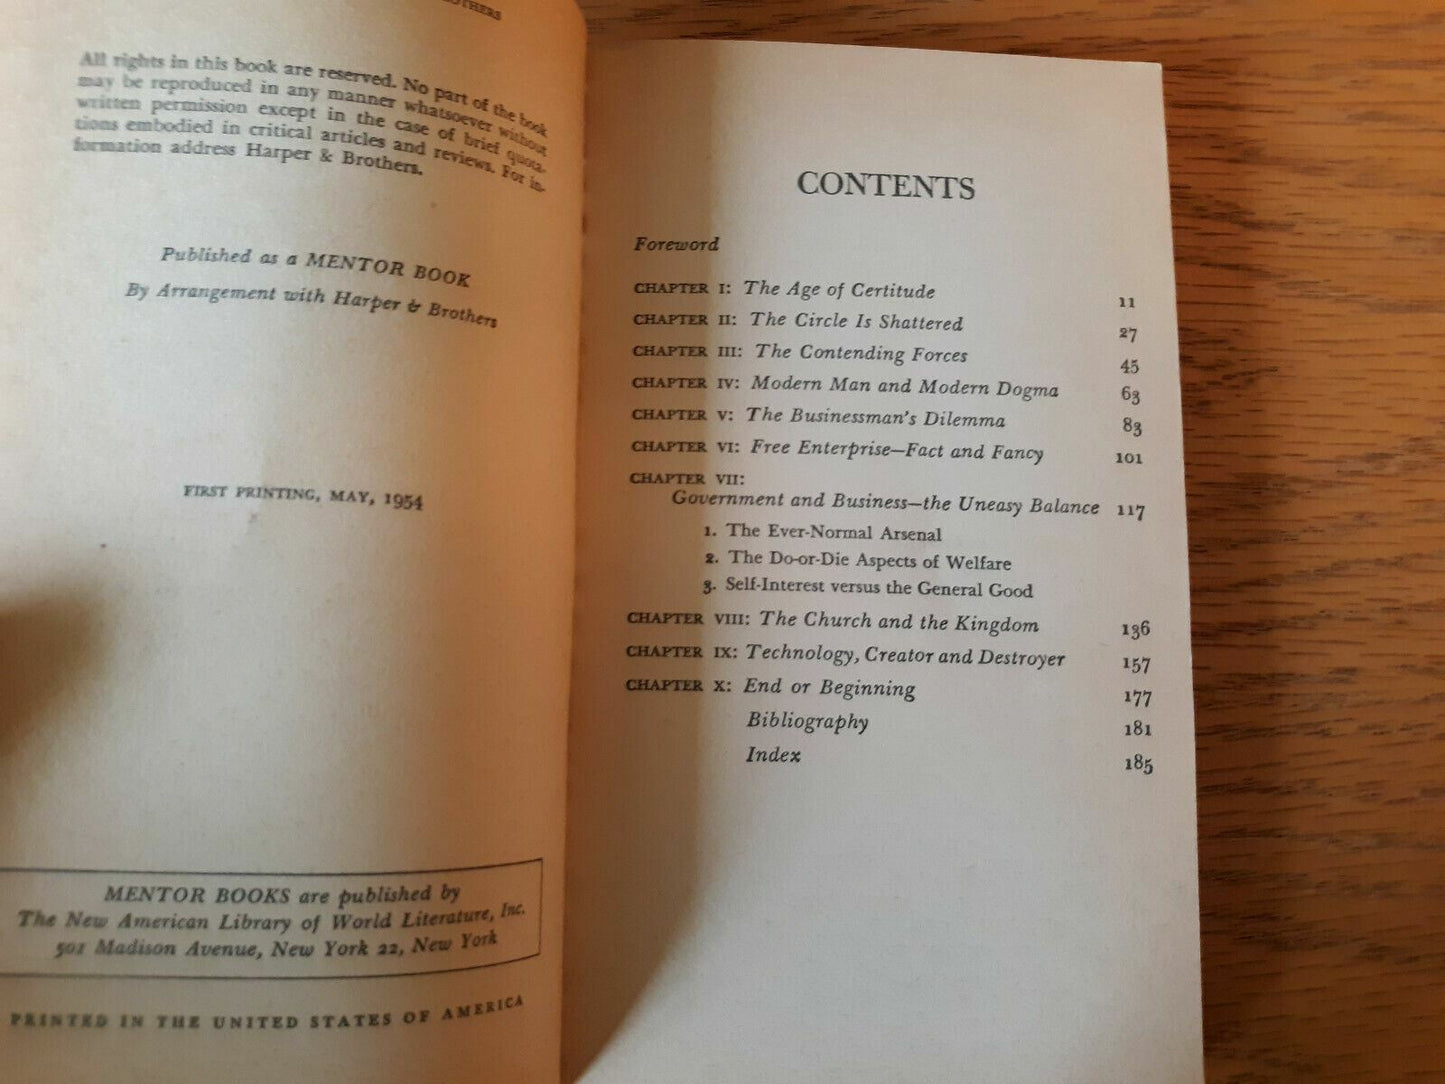 All rights in this book are reserved. No part of the book
may be reproduced in any manner whatsoever without
written permission except in the case of brief quota-
tions embodied in critical articles and reviews. For in-
formation address Harper & Brothers.
Published as a MENTOR BOOK
By Arrangement with Harper & Brothers
FIRST PRINTING, MAY, 1954
MENTOR BOOKS are published by
The New American Library of World Literature, Inc.
501 Madison Avenue, New York 22, New York
PRINTED IN THE UNITED STATES OF AMERICA
CONTENTS
Foreword
CHAPTER I: The Age of Certitude 11
CHAPTER II: The Circle Is Shattered 27
CHAPTER III: The Contending Forces 45
CHAPTER IV: Modern Man and Modern Dogma 63
CHAPTER V: The Businessman's Dilemma 83
CHAPTER VI: Free Enterprise—Fact and Fancy 101
CHAPTER VII:
Government and Business—the Uneasy Balance 117
1. The Ever-Normal Arsenal
2. The Do-or-Die Aspects of Welfare
3. Self-Interest versus the General Good
CHAPTER VIII: The Church and the Kingdom 136
CHAPTER IX: Technology, Creator and Destroyer 157
CHAPTER X: End or Beginning 177
Bibliography 181
Index 185